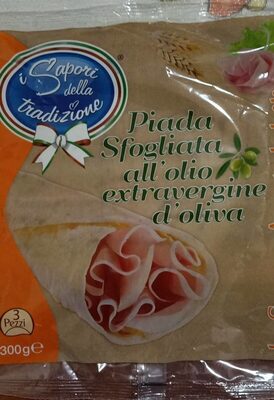 i Sapori
della
tradizione
®
Piada
Sfogliata
all'olio
extravergine
d'oliva
3
Pezzi
300g e